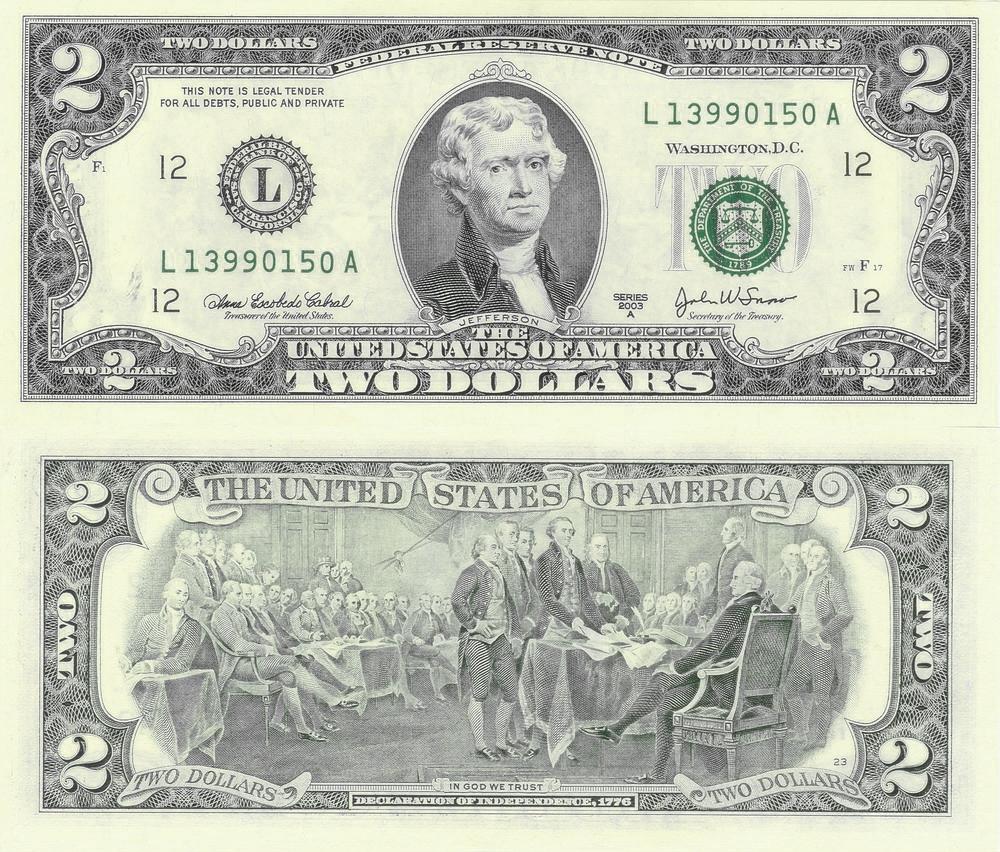 2 TWO DOLLARS FEDERAL RESERVE NOTE TWO DOLLARS 2
THIS NOTE IS LEGAL TENDER
FOR ALL DEBTS, PUBLIC AND PRIVATE
L 13990150 A
WASHINGTON, D.C.
F1
12
L
TWO
THE DEPARTMENT OF THE TREASURY
1789
12
L 13990150 A
FW F 17
12
Anna Escobedo Cabral
Treasurer of the United States.
SERIES
2003
A
John W Snow
Secretary of the Treasury.
12
JEFFERSON
THE
UNITED STATES OF AMERICA
2 TWO DOLLARS
TWO DOLLARS
2 TWO DOLLARS
2 THE UNITED STATES OF AMERICA 2
TWO
TWO
2
TWO DOLLARS
IN GOD WE TRUST
DECLARATION OF INDEPENDENCE, 1776
TWO DOLLARS
23
2